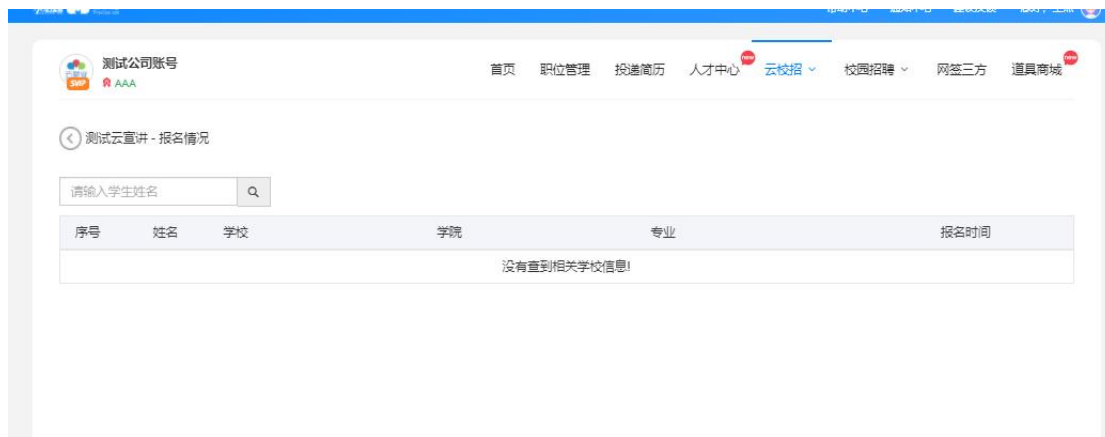 测试公司账号
AAA
首页 职位管理 投递简历 人才中心 new 云校招 校园招聘 网签三方 道具商城 new
测试云宣讲 - 报名情况
请输入学生姓名
序号 姓名 学校 学院 专业 报名时间
没有查到相关学校信息!